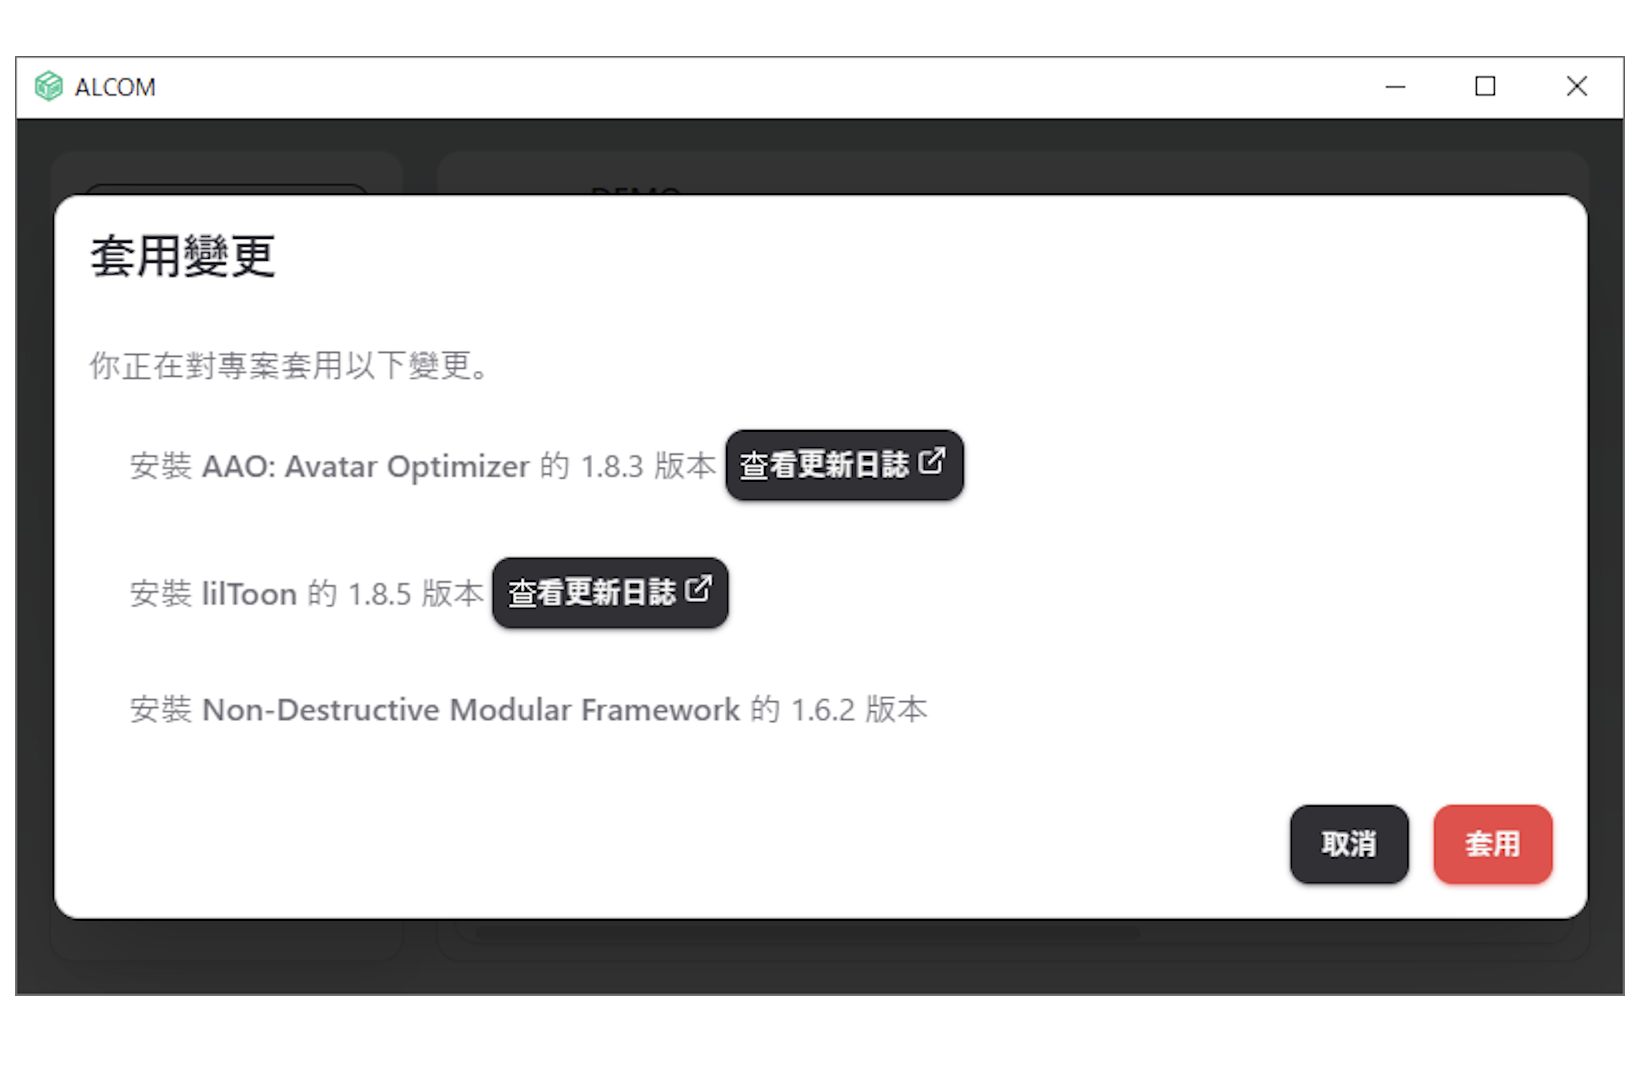 ALCOM
DEMO
套用變更
你正在對專案套用以下變更。
安裝 AAO: Avatar Optimizer 的 1.8.3 版本 查看更新日誌
安裝 lilToon 的 1.8.5 版本 查看更新日誌
安裝 Non-Destructive Modular Framework 的 1.6.2 版本
取消 套用